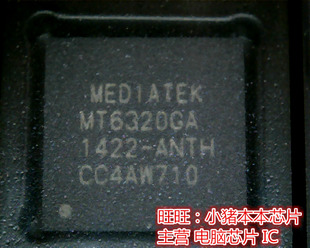 MEDIATEK
MT6320GA
1422-ANTH
CC4AW710
旺旺：小猪本本芯片
主营 电脑芯片 IC